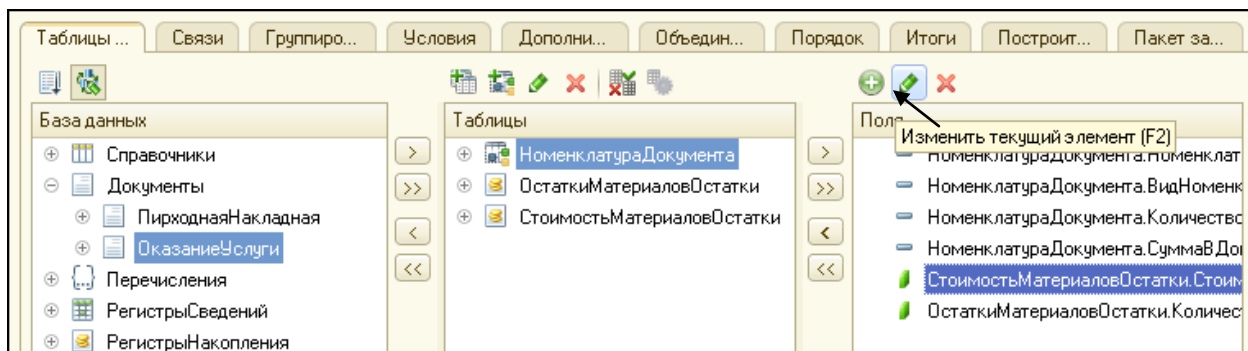 Таблицы ... Связи Группиро... Условия Дополни... Объедин... Порядок Итоги Построит... Пакет за...
База данных
Справочники
Документы
ПирходнаяНакладная
ОказаниеУслуги
Перечисления
РегистрыСведений
РегистрыНакопления
Таблицы
НоменклатураДокумента
ОстаткиМатериаловОстатки
СтоимостьМатериаловОстатки
Поля
Изменить текущий элемент (F2)
НоменклатураДокумента.Номенклат
НоменклатураДокумента.ВидНоменк
НоменклатураДокумента.Количество
НоменклатураДокумента.СуммаВДо
СтоимостьМатериаловОстатки.Стоим
ОстаткиМатериаловОстатки.Количес